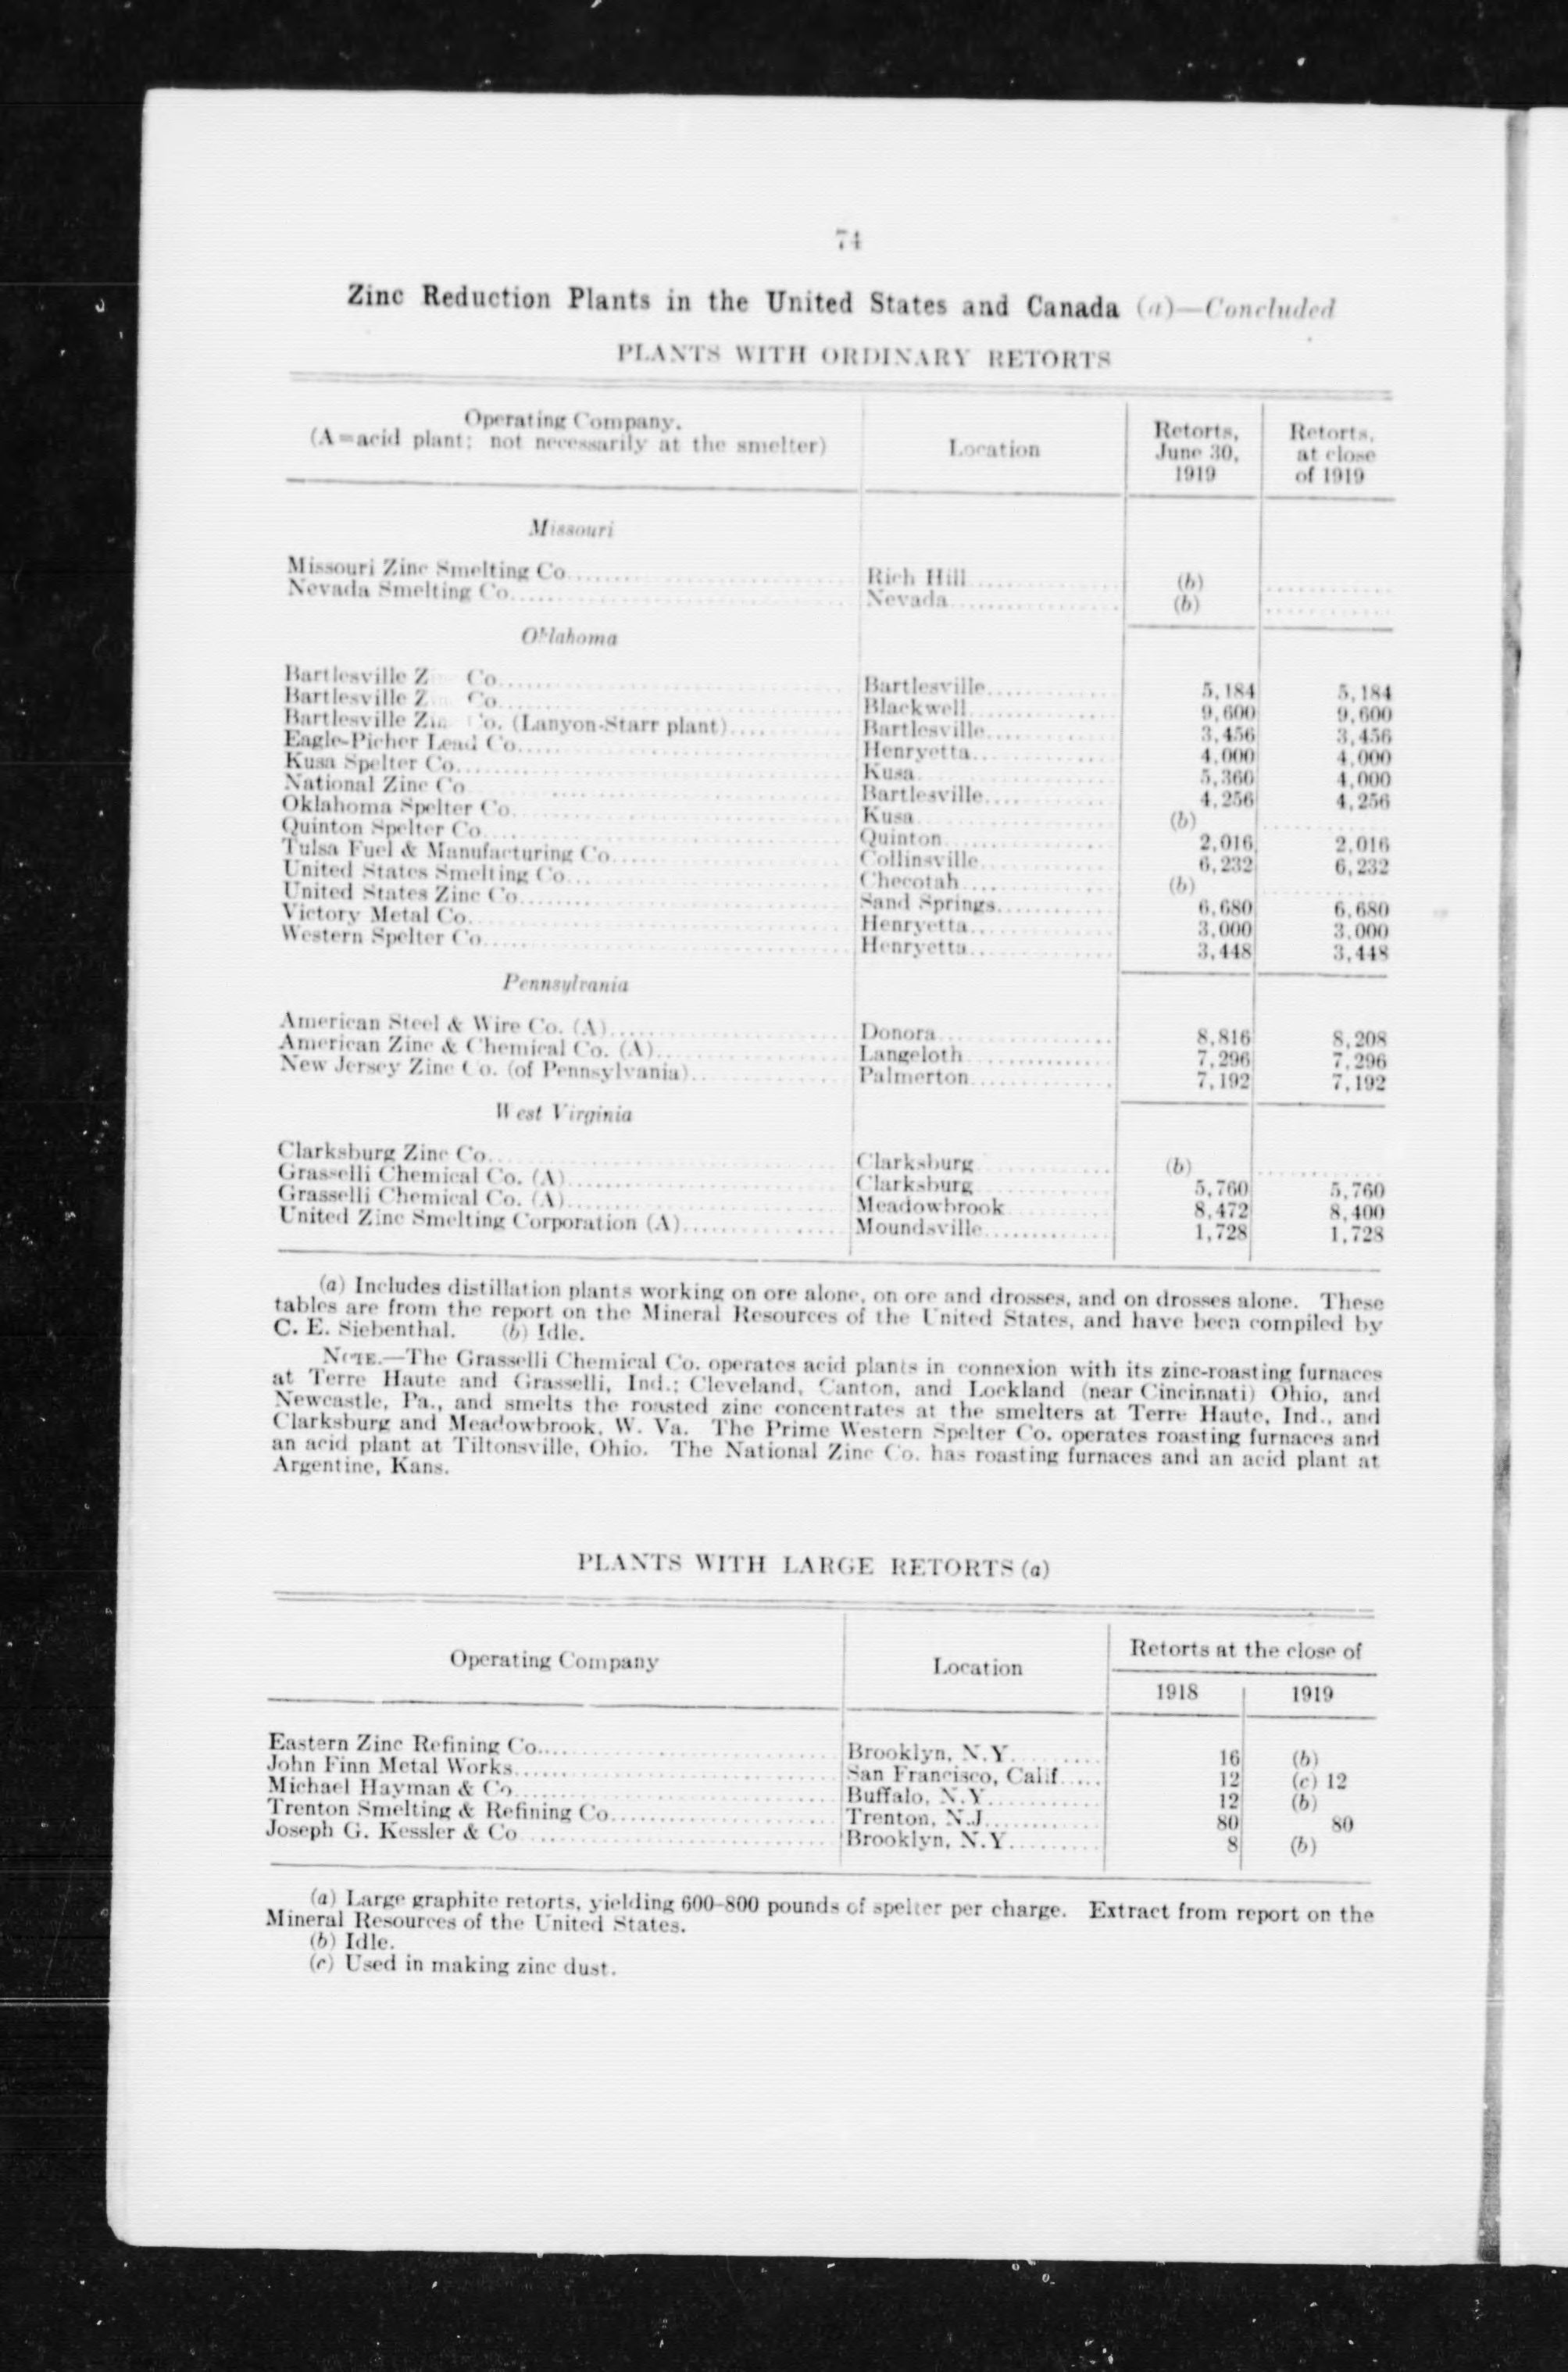 74
Zinc Reduction Plants in the United States and Canada (a)—Concluded
PLANTS WITH ORDINARY RETORTS
Operating Company. (A=acid plant; not necessarily at the smelter) Location Retorts, June 30, 1919 Retorts, at close of 1919
Missouri
Missouri Zinc Smelting Co. Rich Hill (b)
Nevada Smelting Co. Nevada (b)
Oklahoma
Bartlesville Z Co. Bartlesville 5,184 5,184
Bartlesville Z Co. Blackwell 9,600 9,600
Bartlesville Zin Co. (Lanyon-Starr plant) Bartlesville 3,456 3,456
Eagle-Picher Lead Co. Henryetta 4,000 4,000
Kusa Spelter Co. Kusa 5,360 4,000
National Zinc Co. Bartlesville 4,256 4,256
Oklahoma Spelter Co. Kusa (b)
Quinton Spelter Co. Quinton 2,016 2,016
Tulsa Fuel & Manufacturing Co. Collinsville 6,232 6,232
United States Smelting Co. Checotah (b)
United States Zinc Co. Sand Springs 6,680 6,680
Victory Metal Co. Henryetta 3,000 3,000
Western Spelter Co. Henryetta 3,448 3,448
Pennsylvania
American Steel & Wire Co. (A) Donora 8,816 8,208
American Zinc & Chemical Co. (A) Langeloth 7,296 7,296
New Jersey Zinc Co. (of Pennsylvania) Palmerton 7,192 7,192
West Virginia
Clarksburg Zinc Co. Clarksburg (b)
Grasselli Chemical Co. (A) Clarksburg 5,760 5,760
Grasselli Chemical Co. (A) Meadowbrook 8,472 8,400
United Zinc Smelting Corporation (A) Moundsville 1,728 1,728
(a) Includes distillation plants working on ore alone, on ore and drosses, and on drosses alone. These
tables are from the report on the Mineral Resources of the United States, and have been compiled by
C. E. Siebenthal. (b) Idle.
NOTE.—The Grasselli Chemical Co. operates acid plants in connexion with its zinc-roasting furnaces
at Terre Haute and Grasselli, Ind.; Cleveland, Canton, and Lockland (near Cincinnati) Ohio, and
Newcastle, Pa., and smelts the roasted zinc concentrates at the smelters at Terre Haute, Ind., and
Clarksburg and Meadowbrook, W. Va. The Prime Western Spelter Co. operates roasting furnaces and
an acid plant at Tiltonsville, Ohio. The National Zinc Co. has roasting furnaces and an acid plant at
Argentine, Kans.
PLANTS WITH LARGE RETORTS (a)
Operating Company Location Retorts at the close of
1918 1919
Eastern Zinc Refining Co. Brooklyn, N.Y. 16 (b)
John Finn Metal Works San Francisco, Calif. 12 (c) 12
Michael Hayman & Co. Buffalo, N.Y. 12 (b)
Trenton Smelting & Refining Co. Trenton, N.J. 80 80
Joseph G. Kessler & Co. Brooklyn, N.Y. 8 (b)
(a) Large graphite retorts, yielding 600-800 pounds of spelter per charge. Extract from report on the
Mineral Resources of the United States.
(b) Idle.
(c) Used in making zinc dust.